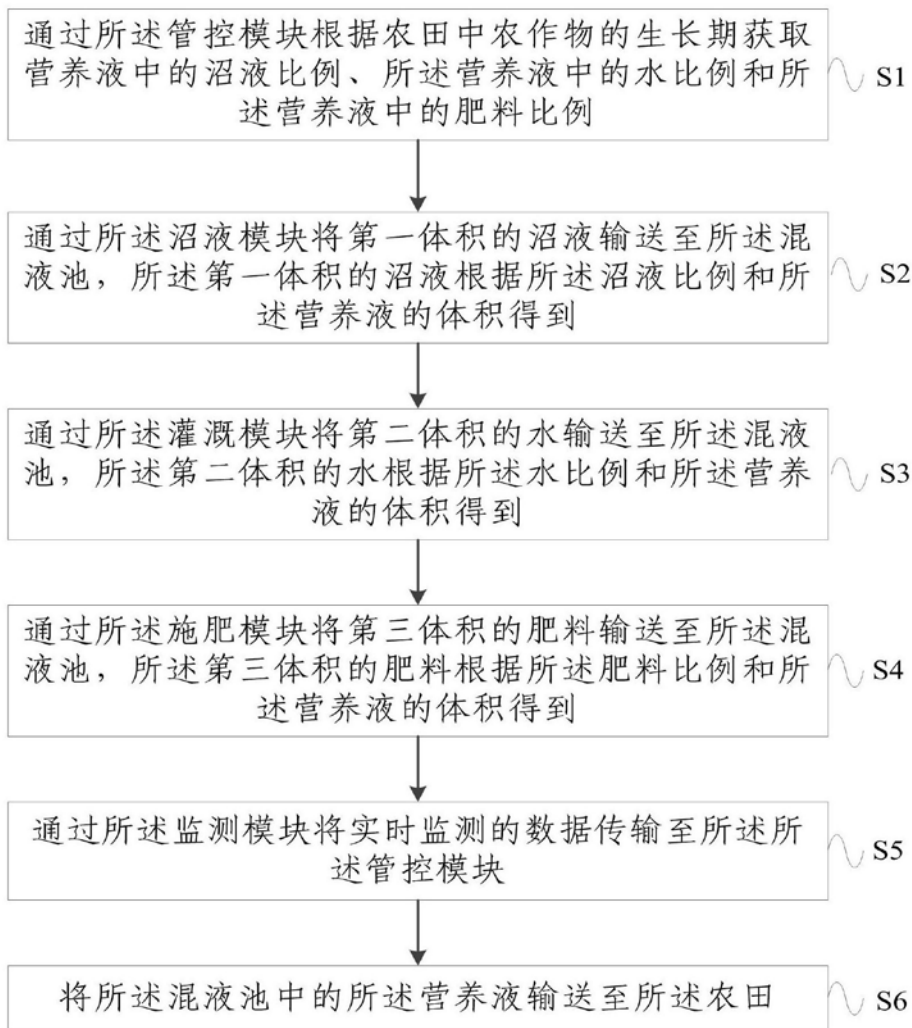 通过所述管控模块根据农田中农作物的生长期获取
营养液中的沼液比例、所述营养液中的水比例和所
述营养液中的肥料比例
S1
通过所述沼液模块将第一体积的沼液输送至所述混
液池，所述第一体积的沼液根据所述沼液比例和所
述营养液的体积得到
S2
通过所述灌溉模块将第二体积的水输送至所述混液
池，所述第二体积的水根据所述水比例和所述营养
液的体积得到
S3
通过所述施肥模块将第三体积的肥料输送至所述混
液池，所述第三体积的肥料根据所述肥料比例和所
述营养液的体积得到
S4
通过所述监测模块将实时监测的数据传输至所述所
述管控模块
S5
将所述混液池中的所述营养液输送至所述农田
S6